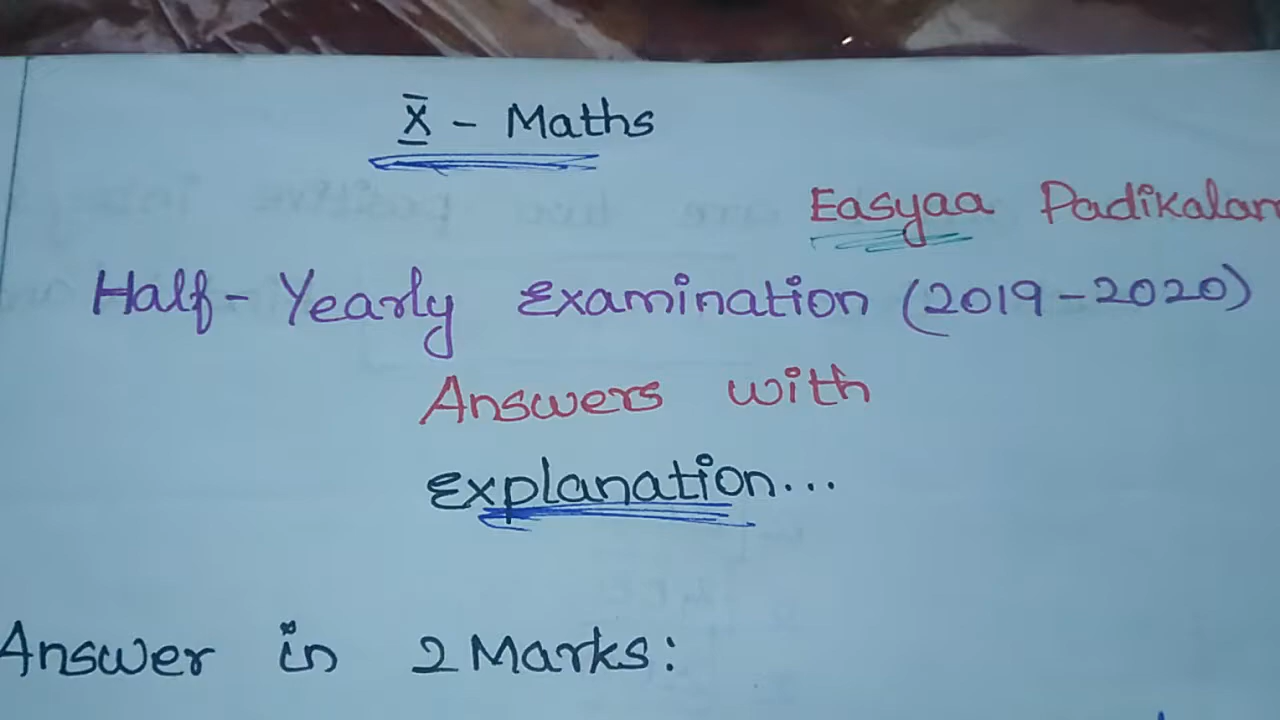 X - Maths
Easyaa Padikalam
Half-Yearly Examination (2019-2020)
Answers with
Explanation...
Answer in 2 Marks: